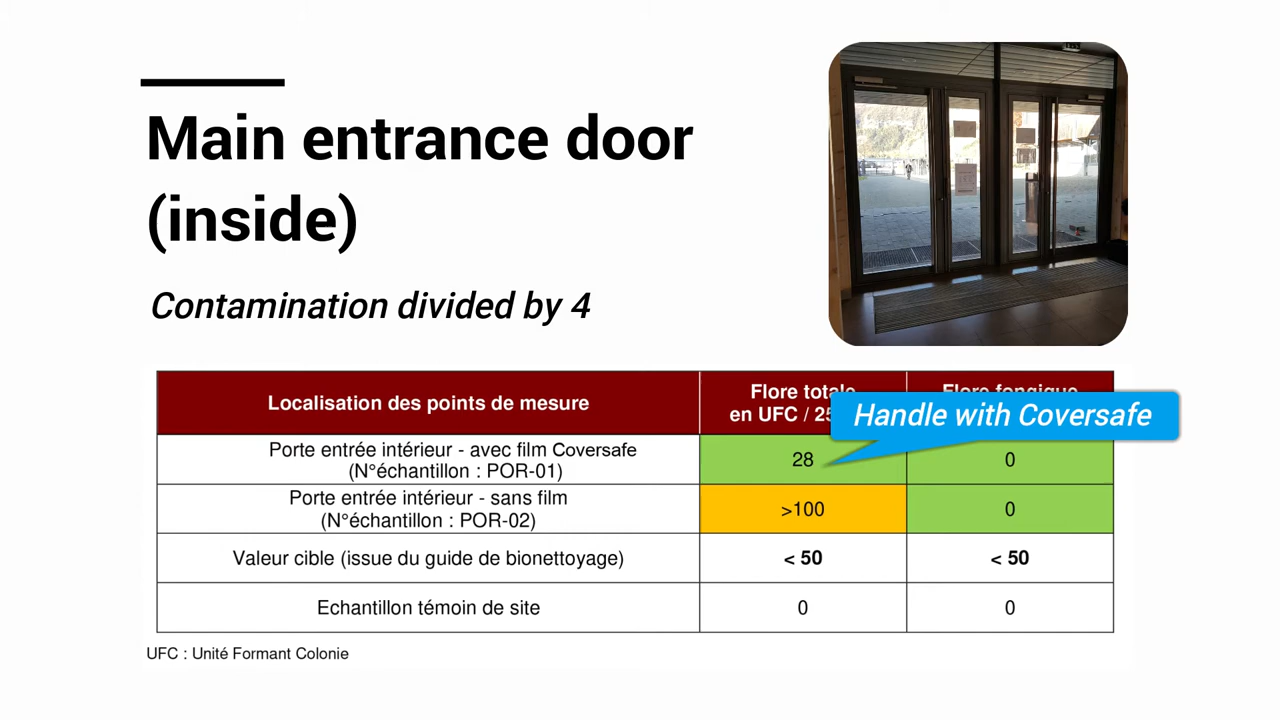 Main entrance door
(inside)
Contamination divided by 4
Localisation des points de mesure
Flore totale
en UFC / 25
Flore fongique
Handle with Coversafe
Porte entrée intérieur - avec film Coversafe
(N°échantillon : POR-01)
28
0
Porte entrée intérieur - sans film
(N°échantillon : POR-02)
>100
0
Valeur cible (issue du guide de bionettoyage)
< 50
< 50
Echantillon témoin de site
0
0
UFC : Unité Formant Colonie